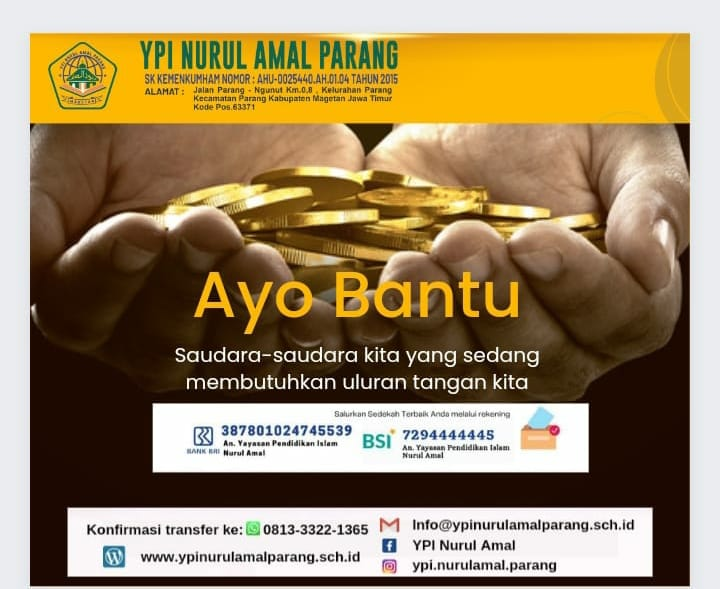 YPI NURUL AMAL PARANG
SK KEMENKUMHAM NOMOR : AHU-0025440.AH.01.04 TAHUN 2015
ALAMAT : Jalan Parang - Ngunut Km.0,8 , Kelurahan Parang
Kecamatan Parang Kabupaten Magetan Jawa Timur
Kode Pos.63371
Ayo Bantu
Saudara-saudara kita yang sedang
membutuhkan uluran tangan kita
Salurkan Sedekah Terbaik Anda melalui rekening
BANK BRI
387801024745539
An. Yayasan Pendidikan Islam
Nurul Amal
BSI
7294444445
An. Yayasan Pendidikan Islam
Nurul Amal
Konfirmasi transfer ke: 0813-3322-1365
www.ypinurulamalparang.sch.id
Info@ypinurulamalparang.sch.id
YPI Nurul Amal
ypi.nurulamal.parang